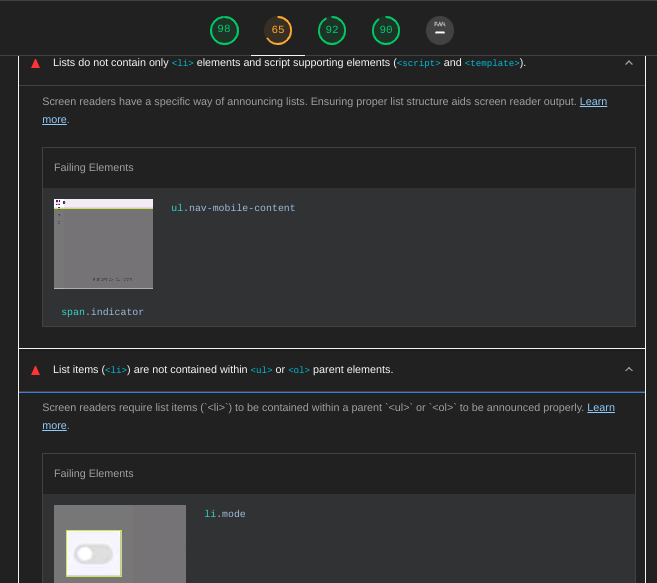 98
65
92
90
Lists do not contain only <li> elements and script supporting elements (<script> and <template>).
Screen readers have a specific way of announcing lists. Ensuring proper list structure aids screen reader output. Learn
more.
Failing Elements
ul.nav-mobile-content
span.indicator
List items (<li>) are not contained within <ul> or <ol> parent elements.
Screen readers require list items (`<li>`) to be contained within a parent `<ul>` or `<ol>` to be announced properly. Learn
more.
Failing Elements
li.mode